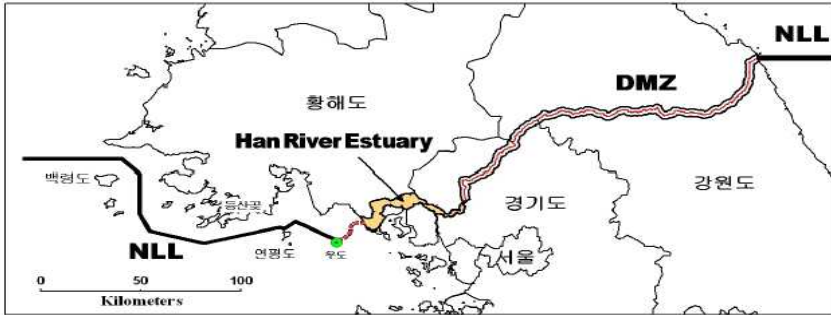 NLL
DMZ
황해도
Han River Estuary
백령도
등산곶
경기도
강원도
NLL
연평도
우도
서울
0 50 100
Kilometers